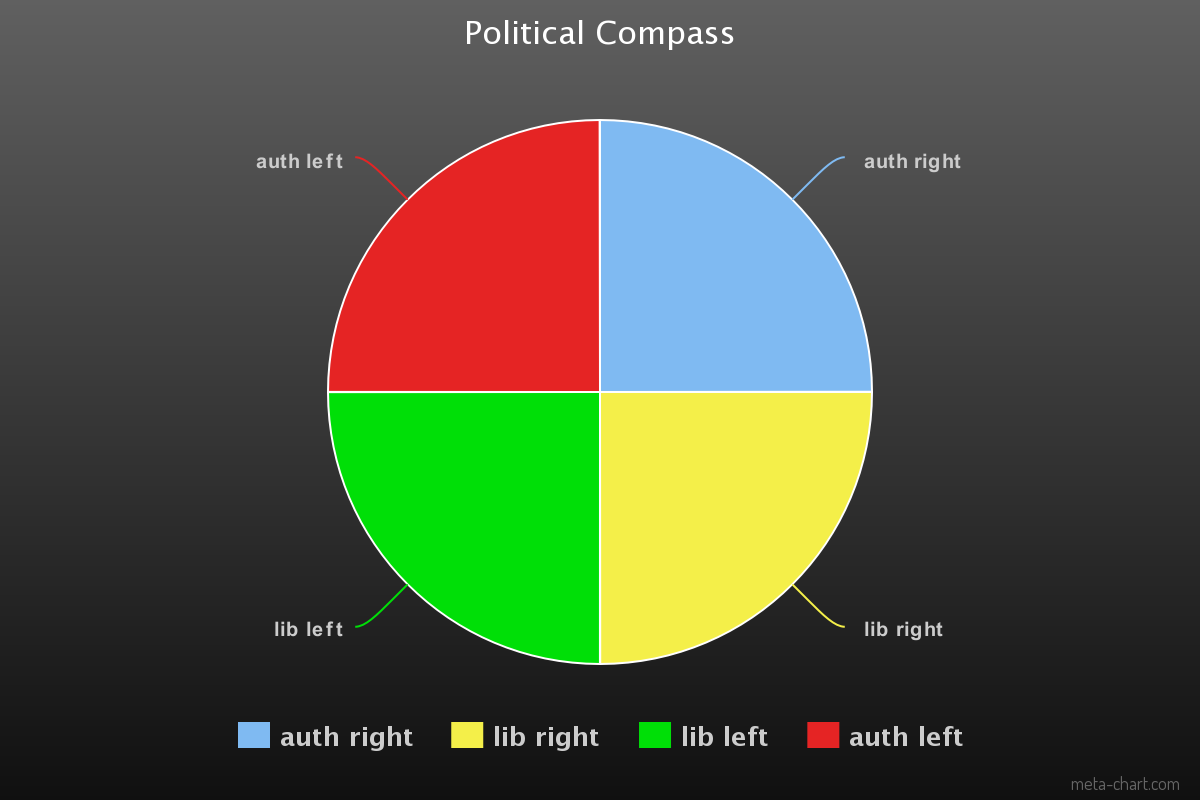 Political Compass
auth left
auth right
lib left
lib right
auth right lib right lib left auth left
meta-chart.com